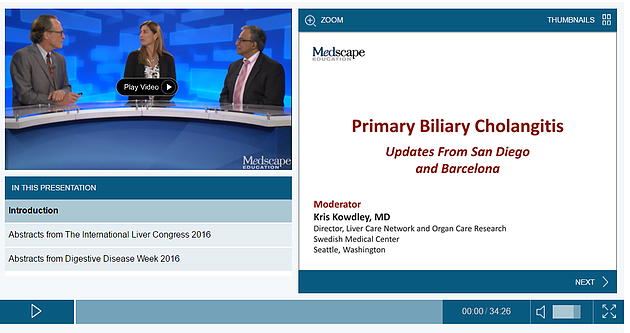 Play Video
Medscape
EDUCATION
IN THIS PRESENTATION
Introduction
Abstracts from The International Liver Congress 2016
Abstracts from Digestive Disease Week 2016
ZOOM
THUMBNAILS
Medscape
EDUCATION
Primary Biliary Cholangitis
Updates From San Diego
and Barcelona
Moderator
Kris Kowdley, MD
Director, Liver Care Network and Organ Care Research
Swedish Medical Center
Seattle, Washington
NEXT
00:00 / 34:26